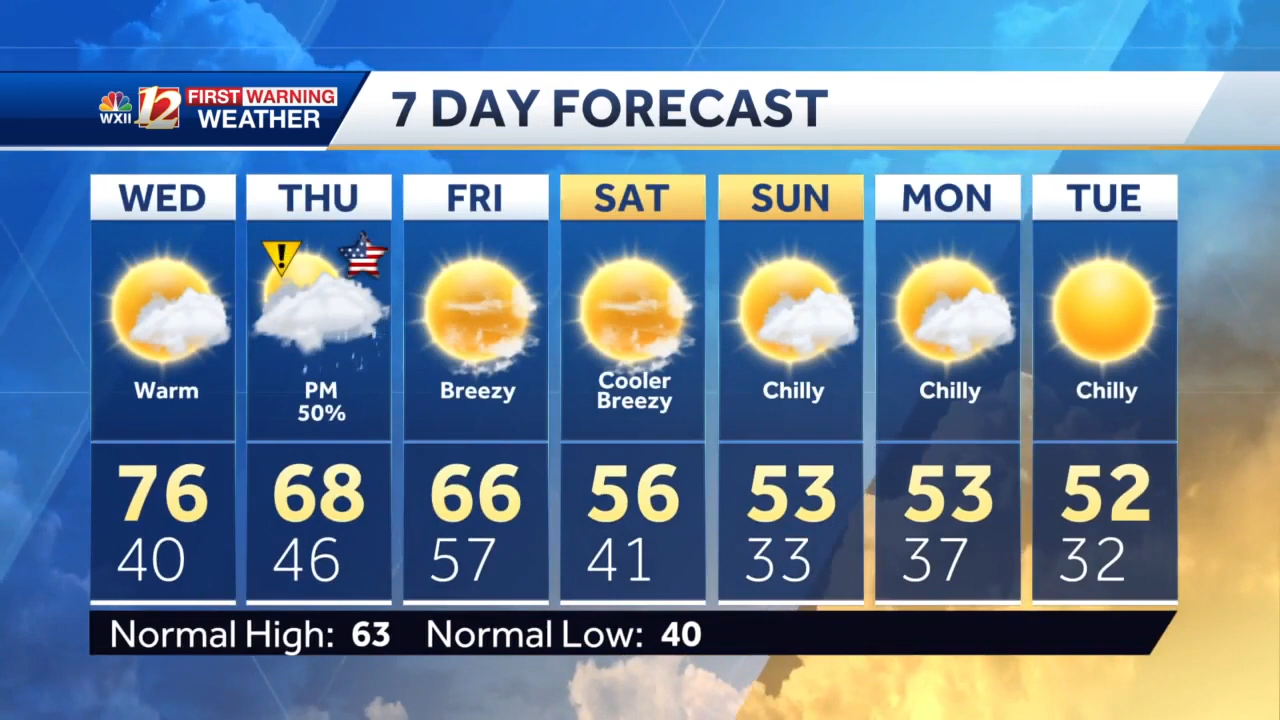 WXII 12 FIRST WARNING
WEATHER
7 DAY FORECAST
WED THU FRI SAT SUN MON TUE
!
Warm PM Breezy Cooler Chilly Chilly Chilly
50% Breezy
76 68 66 56 53 53 52
40 46 57 41 33 37 32
Normal High: 63 Normal Low: 40